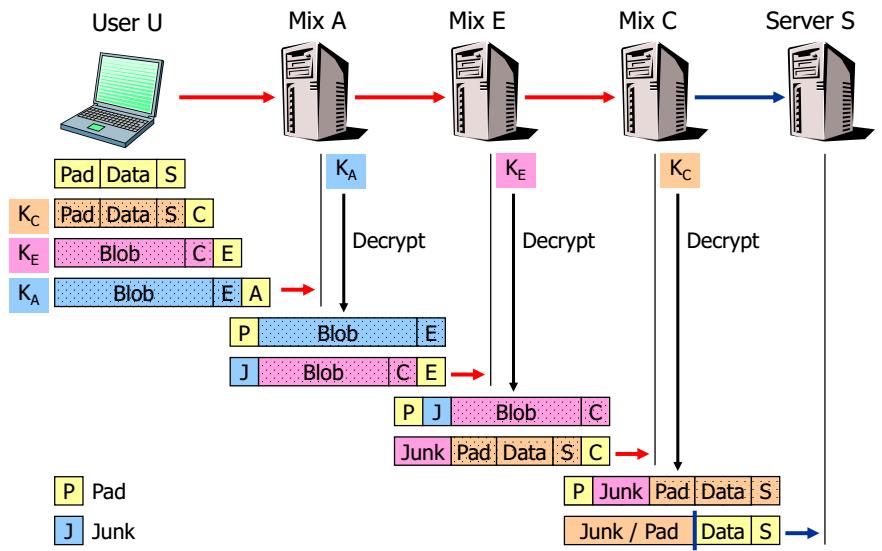 User U Mix A Mix E Mix C Server S
Pad Data S
K_A K_E K_C
K_C Pad Data S C
K_E Blob C E
Decrypt Decrypt Decrypt
K_A Blob E A
P Blob E
J Blob C E
P J Blob C
Junk Pad Data S C
P Pad
P Junk Pad Data S
J Junk
Junk / Pad Data S